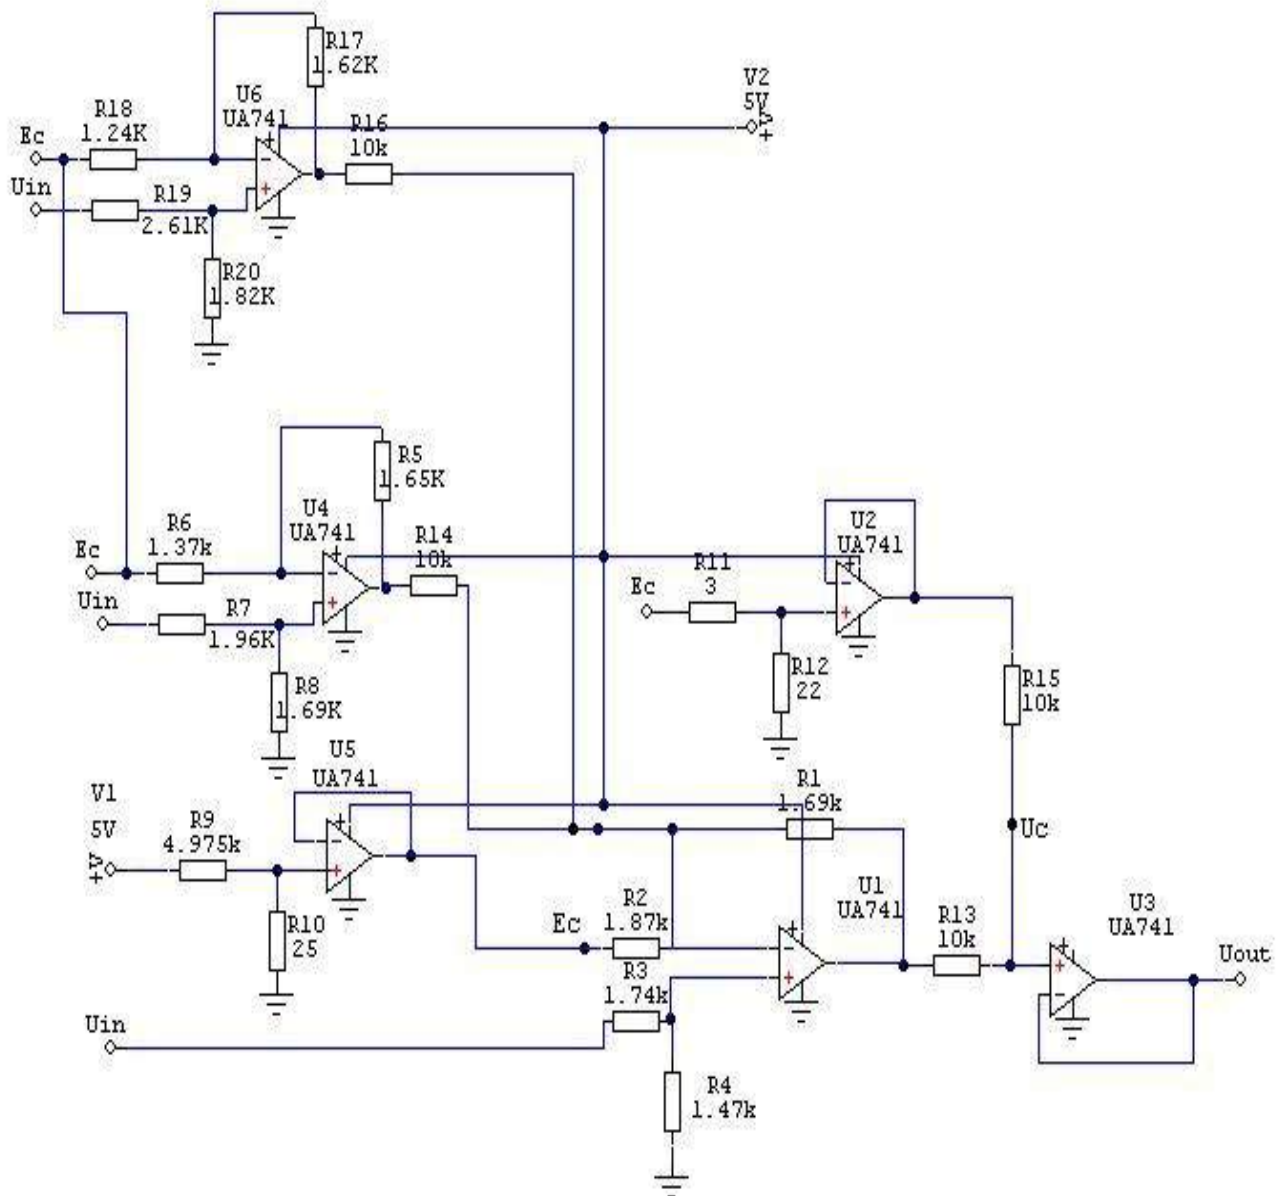 R17
1.62K
V2
5V
+V
U6
UA741
R18
1.24K
R16
10k
Ec
Uin
R19
2.61K
R20
1.82K
R5
1.65K
U4
UA741
R6
1.37k
R14
10k
U2
UA741
Ec
R11
3
Ec
Uin
R7
1.96K
R12
22
R15
10k
R8
1.69K
U5
UA741
V1
5V
+V
R9
4.975k
R1
1.69k
Uc
R10
25
Ec
R2
1.87k
U1
UA741
R13
10k
U3
UA741
Uout
R3
1.74k
Uin
R4
1.47k